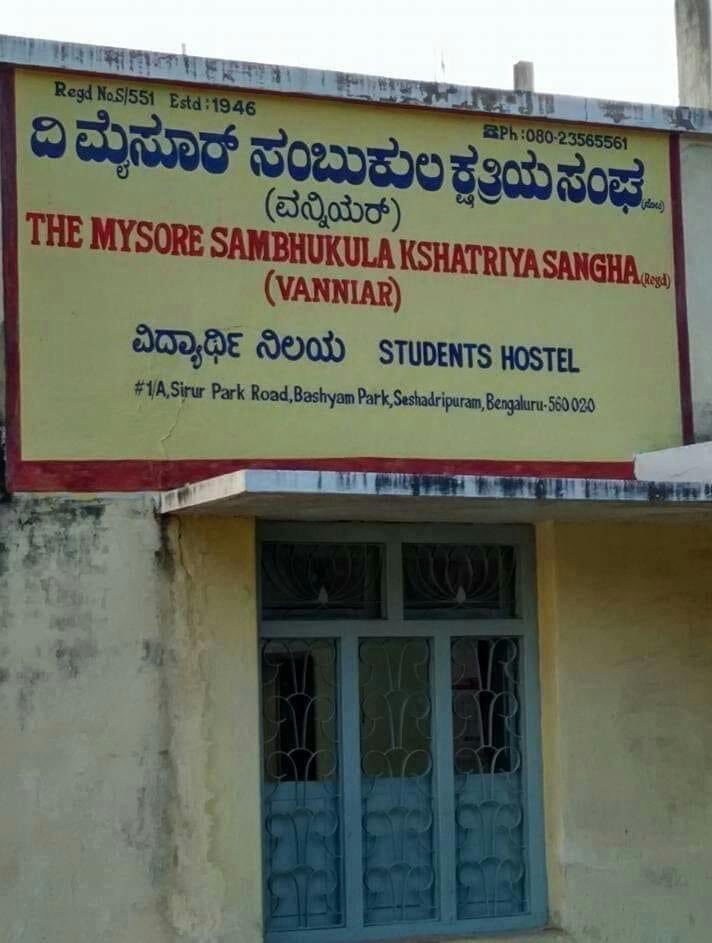 Regd No.S/551 Estd : 1946
☎Ph : 080-23565561
ದಿ ಮೈಸೂರ್ ಸಂಬುಕುಲ ಕ್ಷತ್ರಿಯ ಸಂಘ
(ವನ್ನಿಯರ್)
THE MYSORE SAMBHUKULA KSHATRIYA SANGHA (Regd)
(VANNIAR)
ವಿದ್ಯಾರ್ಥಿ ನಿಲಯ STUDENTS HOSTEL
#1/A,Sirur Park Road,Bashyam Park,Seshadripuram,Bengaluru-560 020